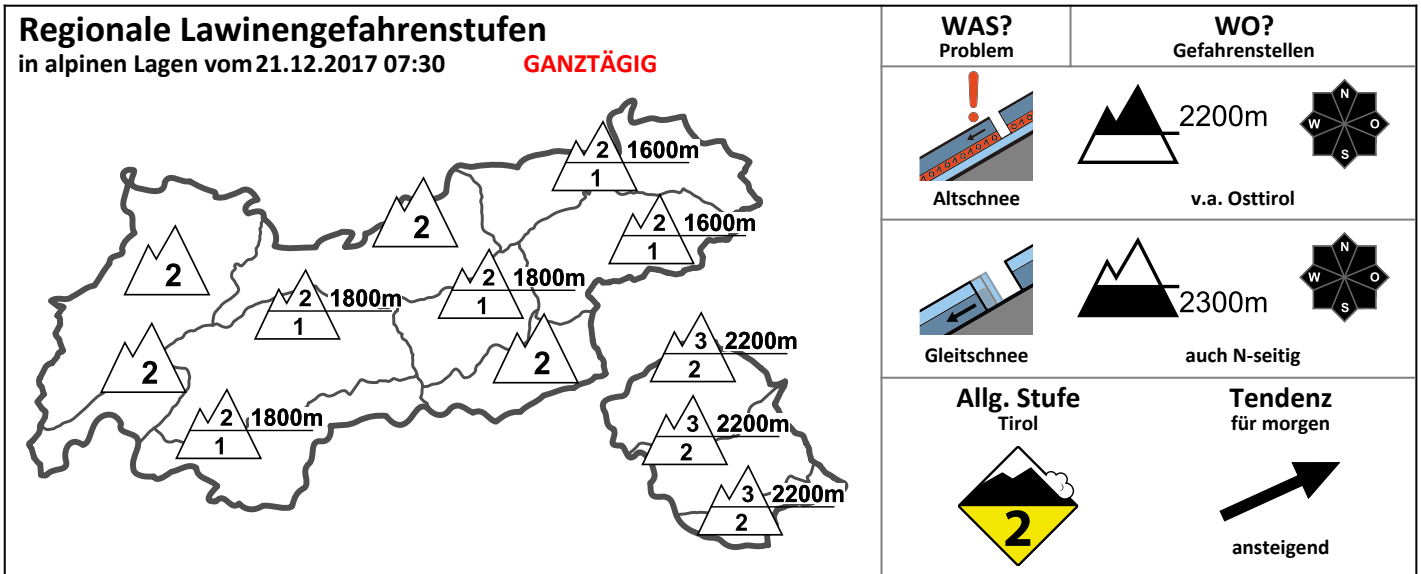 Regionale Lawinengefahrenstufen
in alpinen Lagen vom 21.12.2017 07:30 GANZTÄGIG
2 1600m
1
2
2 1600m
1
2
2 1800m
1
2 1800m
1
2
2
3 2200m
2
2 1800m
1
3 2200m
2
3 2200m
2
WAS?
Problem
WO?
Gefahrenstellen
Altschnee
2200m
N
W
O
S
v.a. Osttirol
Gleitschnee
2300m
N
W
O
S
auch N-seitig
Allg. Stufe
Tirol
2
Tendenz
für morgen
ansteigend